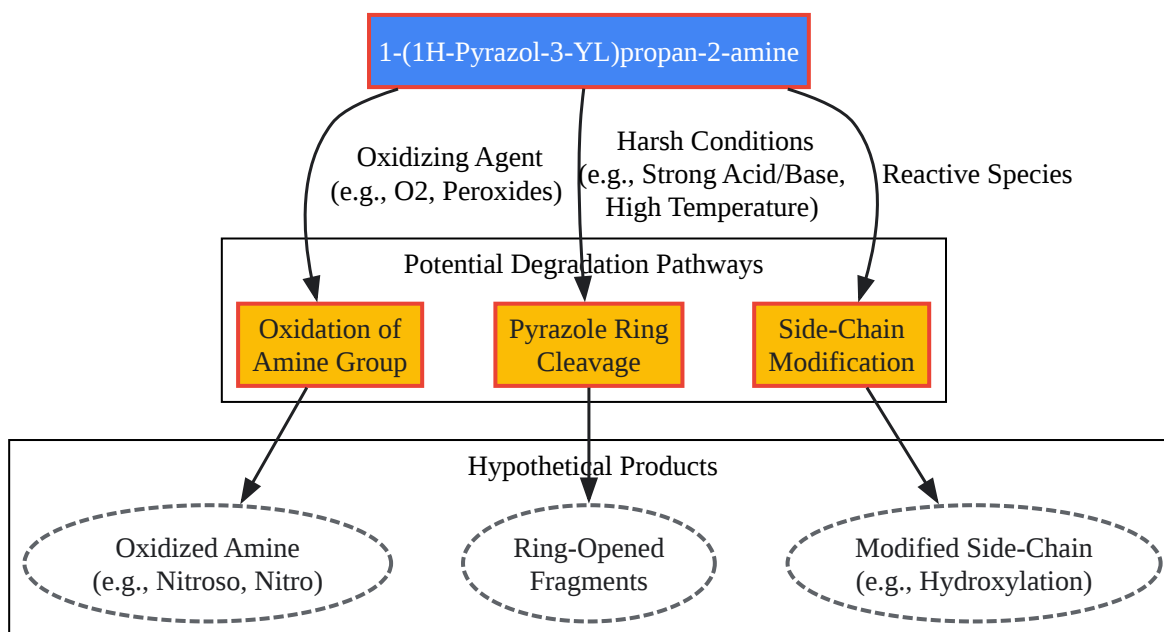 1-(1H-Pyrazol-3-YL)propan-2-amine
Oxidizing Agent
(e.g., O2, Peroxides)
Harsh Conditions
(e.g., Strong Acid/Base,
High Temperature)
Reactive Species
Potential Degradation Pathways
Oxidation of
Amine Group
Pyrazole Ring
Cleavage
Side-Chain
Modification
Hypothetical Products
Oxidized Amine
(e.g., Nitroso, Nitro)
Ring-Opened
Fragments
Modified Side-Chain
(e.g., Hydroxylation)